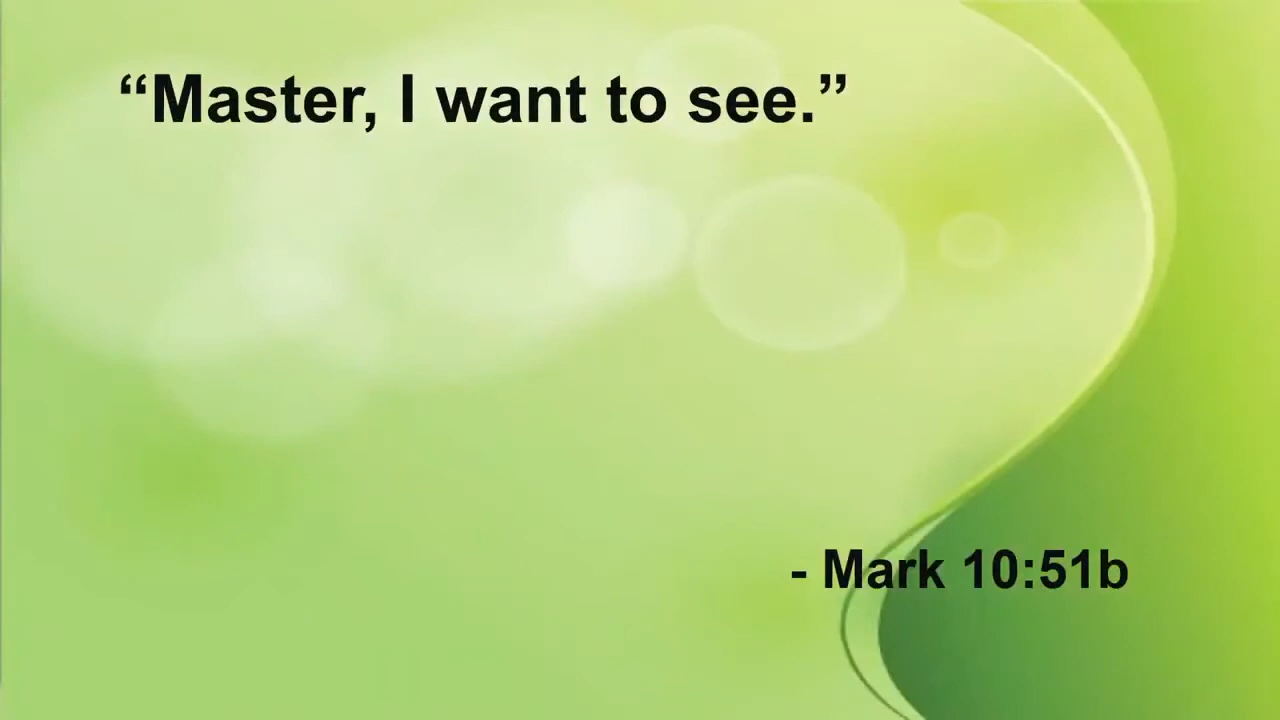 “Master, I want to see.”
- Mark 10:51b